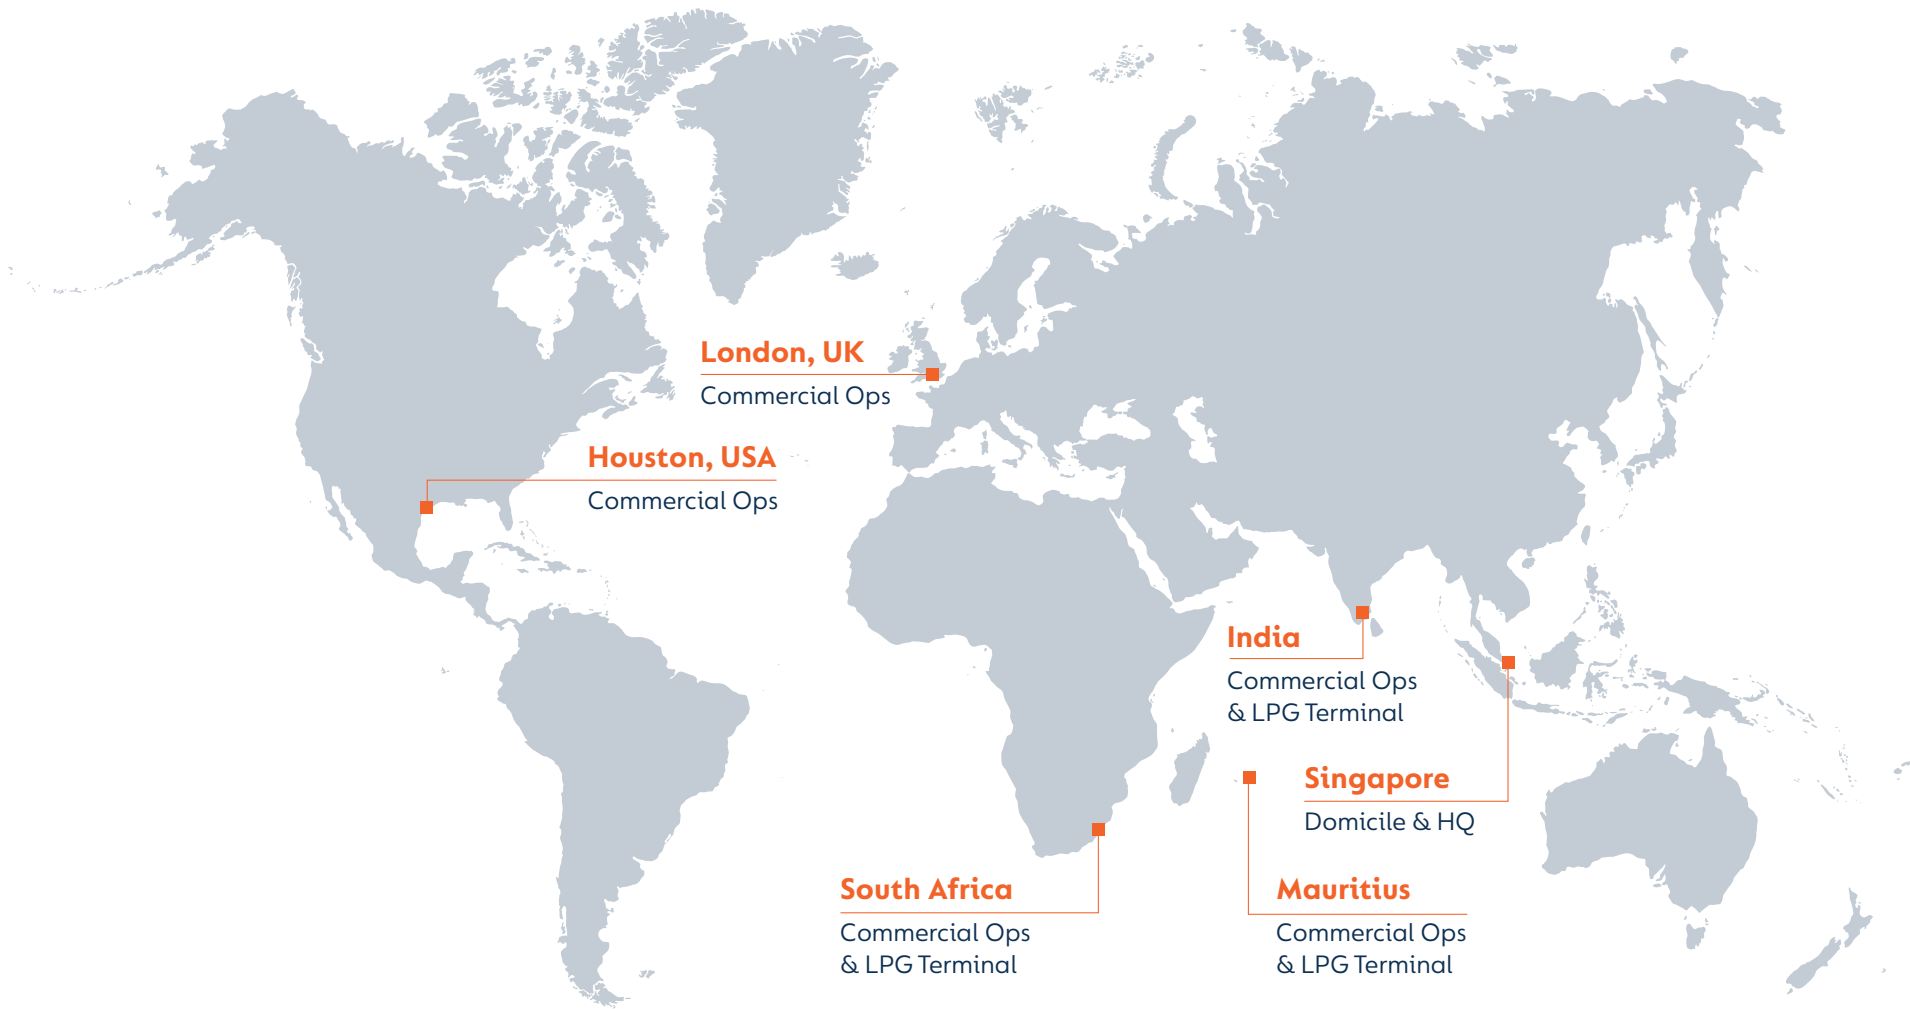 London, UK
Commercial Ops
Houston, USA
Commercial Ops
India
Commercial Ops
& LPG Terminal
Singapore
Domicile & HQ
South Africa
Commercial Ops
& LPG Terminal
Mauritius
Commercial Ops
& LPG Terminal